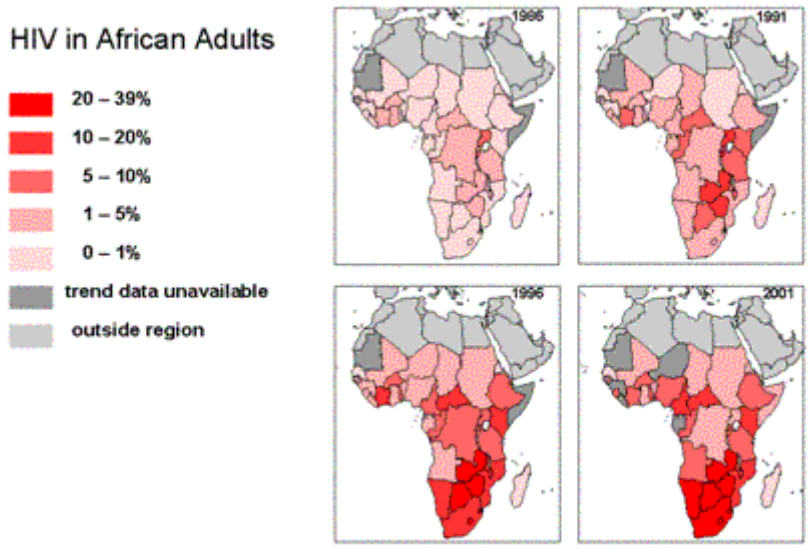 HIV in African Adults
20 – 39%
10 – 20%
5 – 10%
1 – 5%
0 – 1%
trend data unavailable
outside region
1986
1991
1996
2001